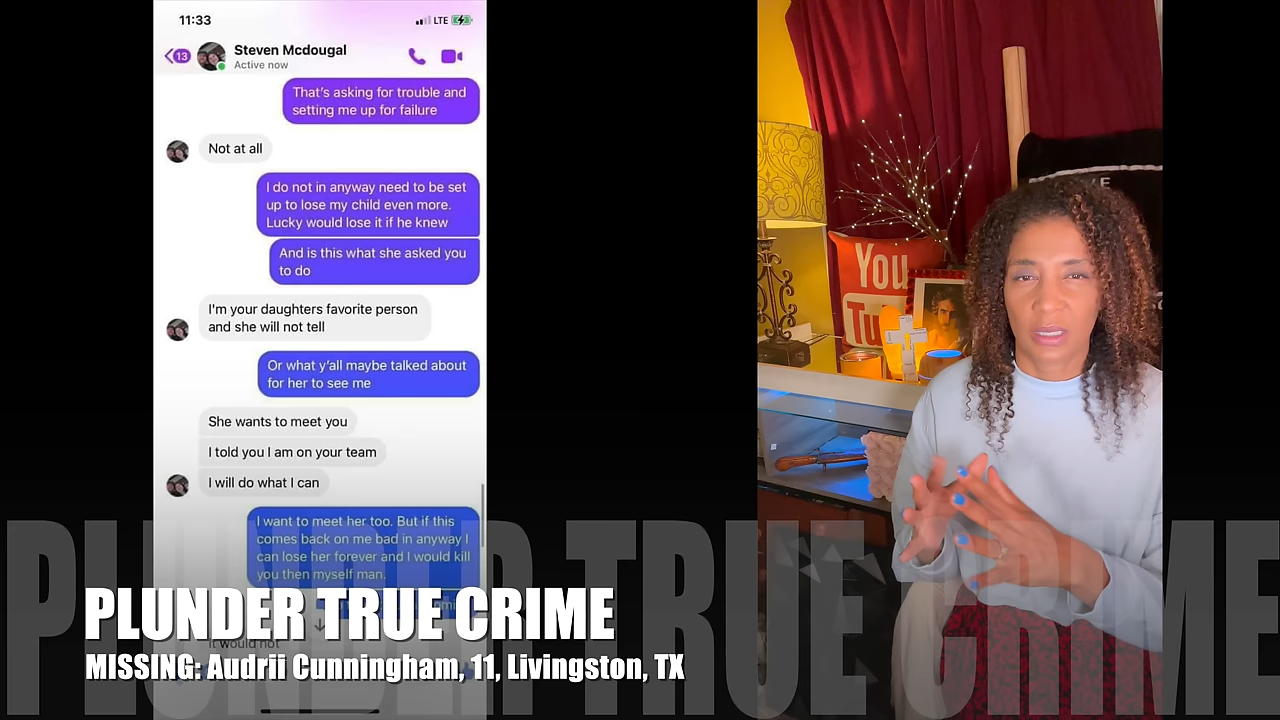 11:33
LTE
13
Steven Mcdougal
Active now
That's asking for trouble and
setting me up for failure
Not at all
I do not in anyway need to be set
up to lose my child even more.
Lucky would lose it if he knew
And is this what she asked you
to do
I'm your daughters favorite person
and she will not tell
Or what y'all maybe talked about
for her to see me
She wants to meet you
I told you I am on your team
I will do what I can
I want to meet her too. But if this
comes back on me bad in anyway I
can lose her forever and I would kill
you then myself man.
It would not
You
Tu
PLUNDER TRUE CRIME
PLUNDER TRUE CRIME
MISSING: Audrii Cunningham, 11, Livingston, TX